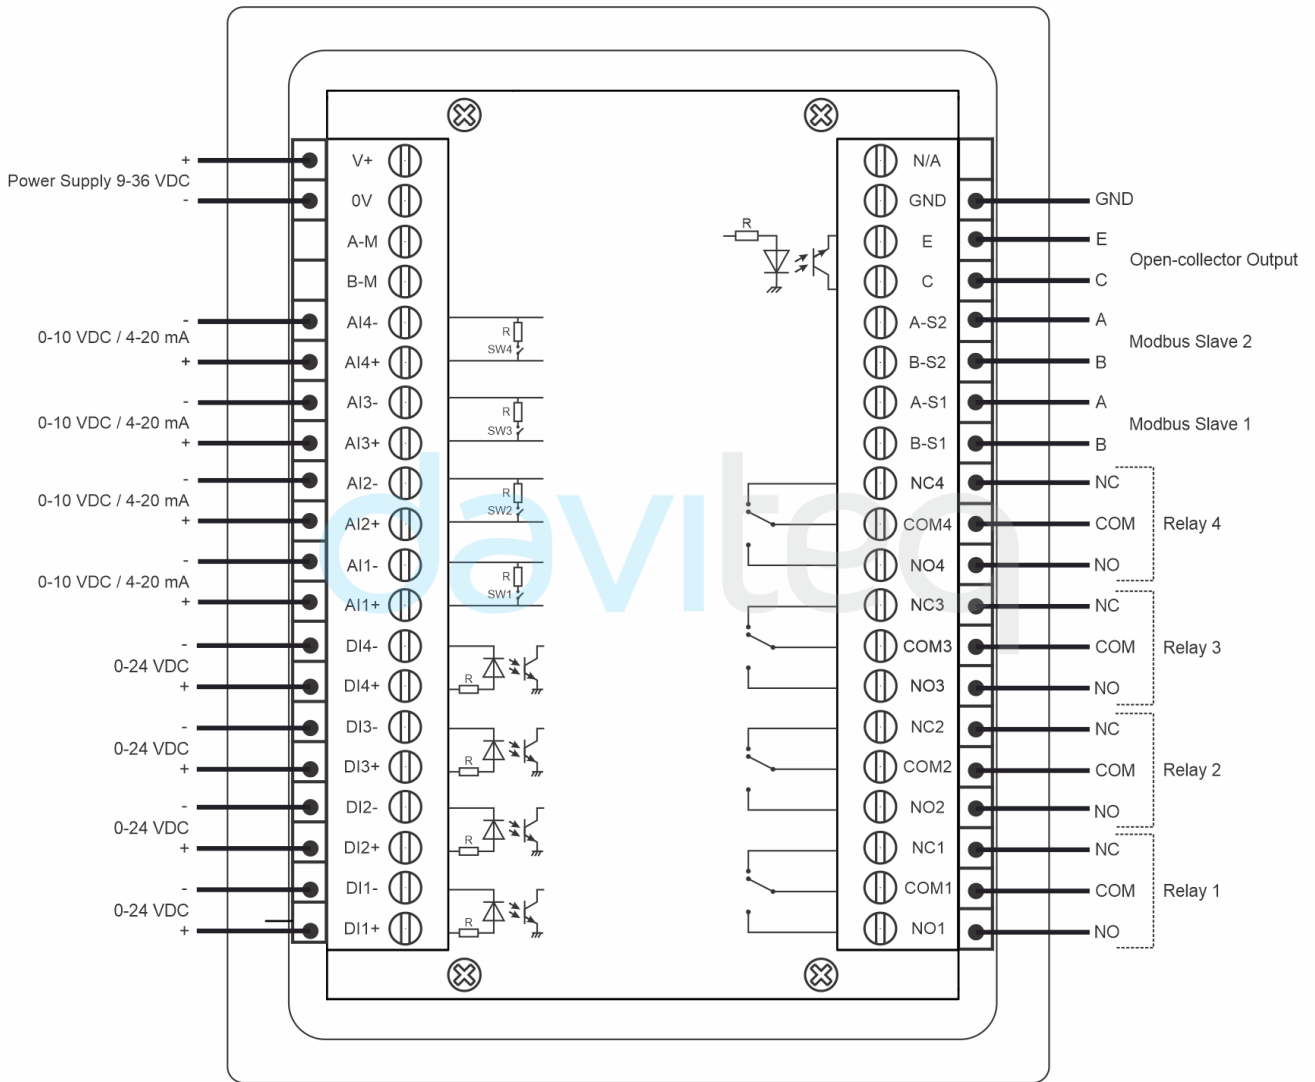 +
Power Supply 9-36 VDC
-
-
0-10 VDC / 4-20 mA
+
-
0-10 VDC / 4-20 mA
+
-
0-10 VDC / 4-20 mA
+
-
0-10 VDC / 4-20 mA
+
-
0-24 VDC
+
-
0-24 VDC
+
-
0-24 VDC
+
-
0-24 VDC
+
V+
0V
A-M
B-M
AI4-
AI4+
AI3-
AI3+
AI2-
AI2+
AI1-
AI1+
DI4-
DI4+
DI3-
DI3+
DI2-
DI2+
DI1-
DI1+
R
SW4
R
SW3
R
SW2
R
SW1
R
R
R
R
daviteq
R
N/A
GND
E
C
A-S2
B-S2
A-S1
B-S1
NC4
COM4
NO4
NC3
COM3
NO3
NC2
COM2
NO2
NC1
COM1
NO1
GND
E
Open-collector Output
C
A
Modbus Slave 2
B
A
Modbus Slave 1
B
NC
COM
Relay 4
NO
NC
COM
Relay 3
NO
NC
COM
Relay 2
NO
NC
COM
Relay 1
NO